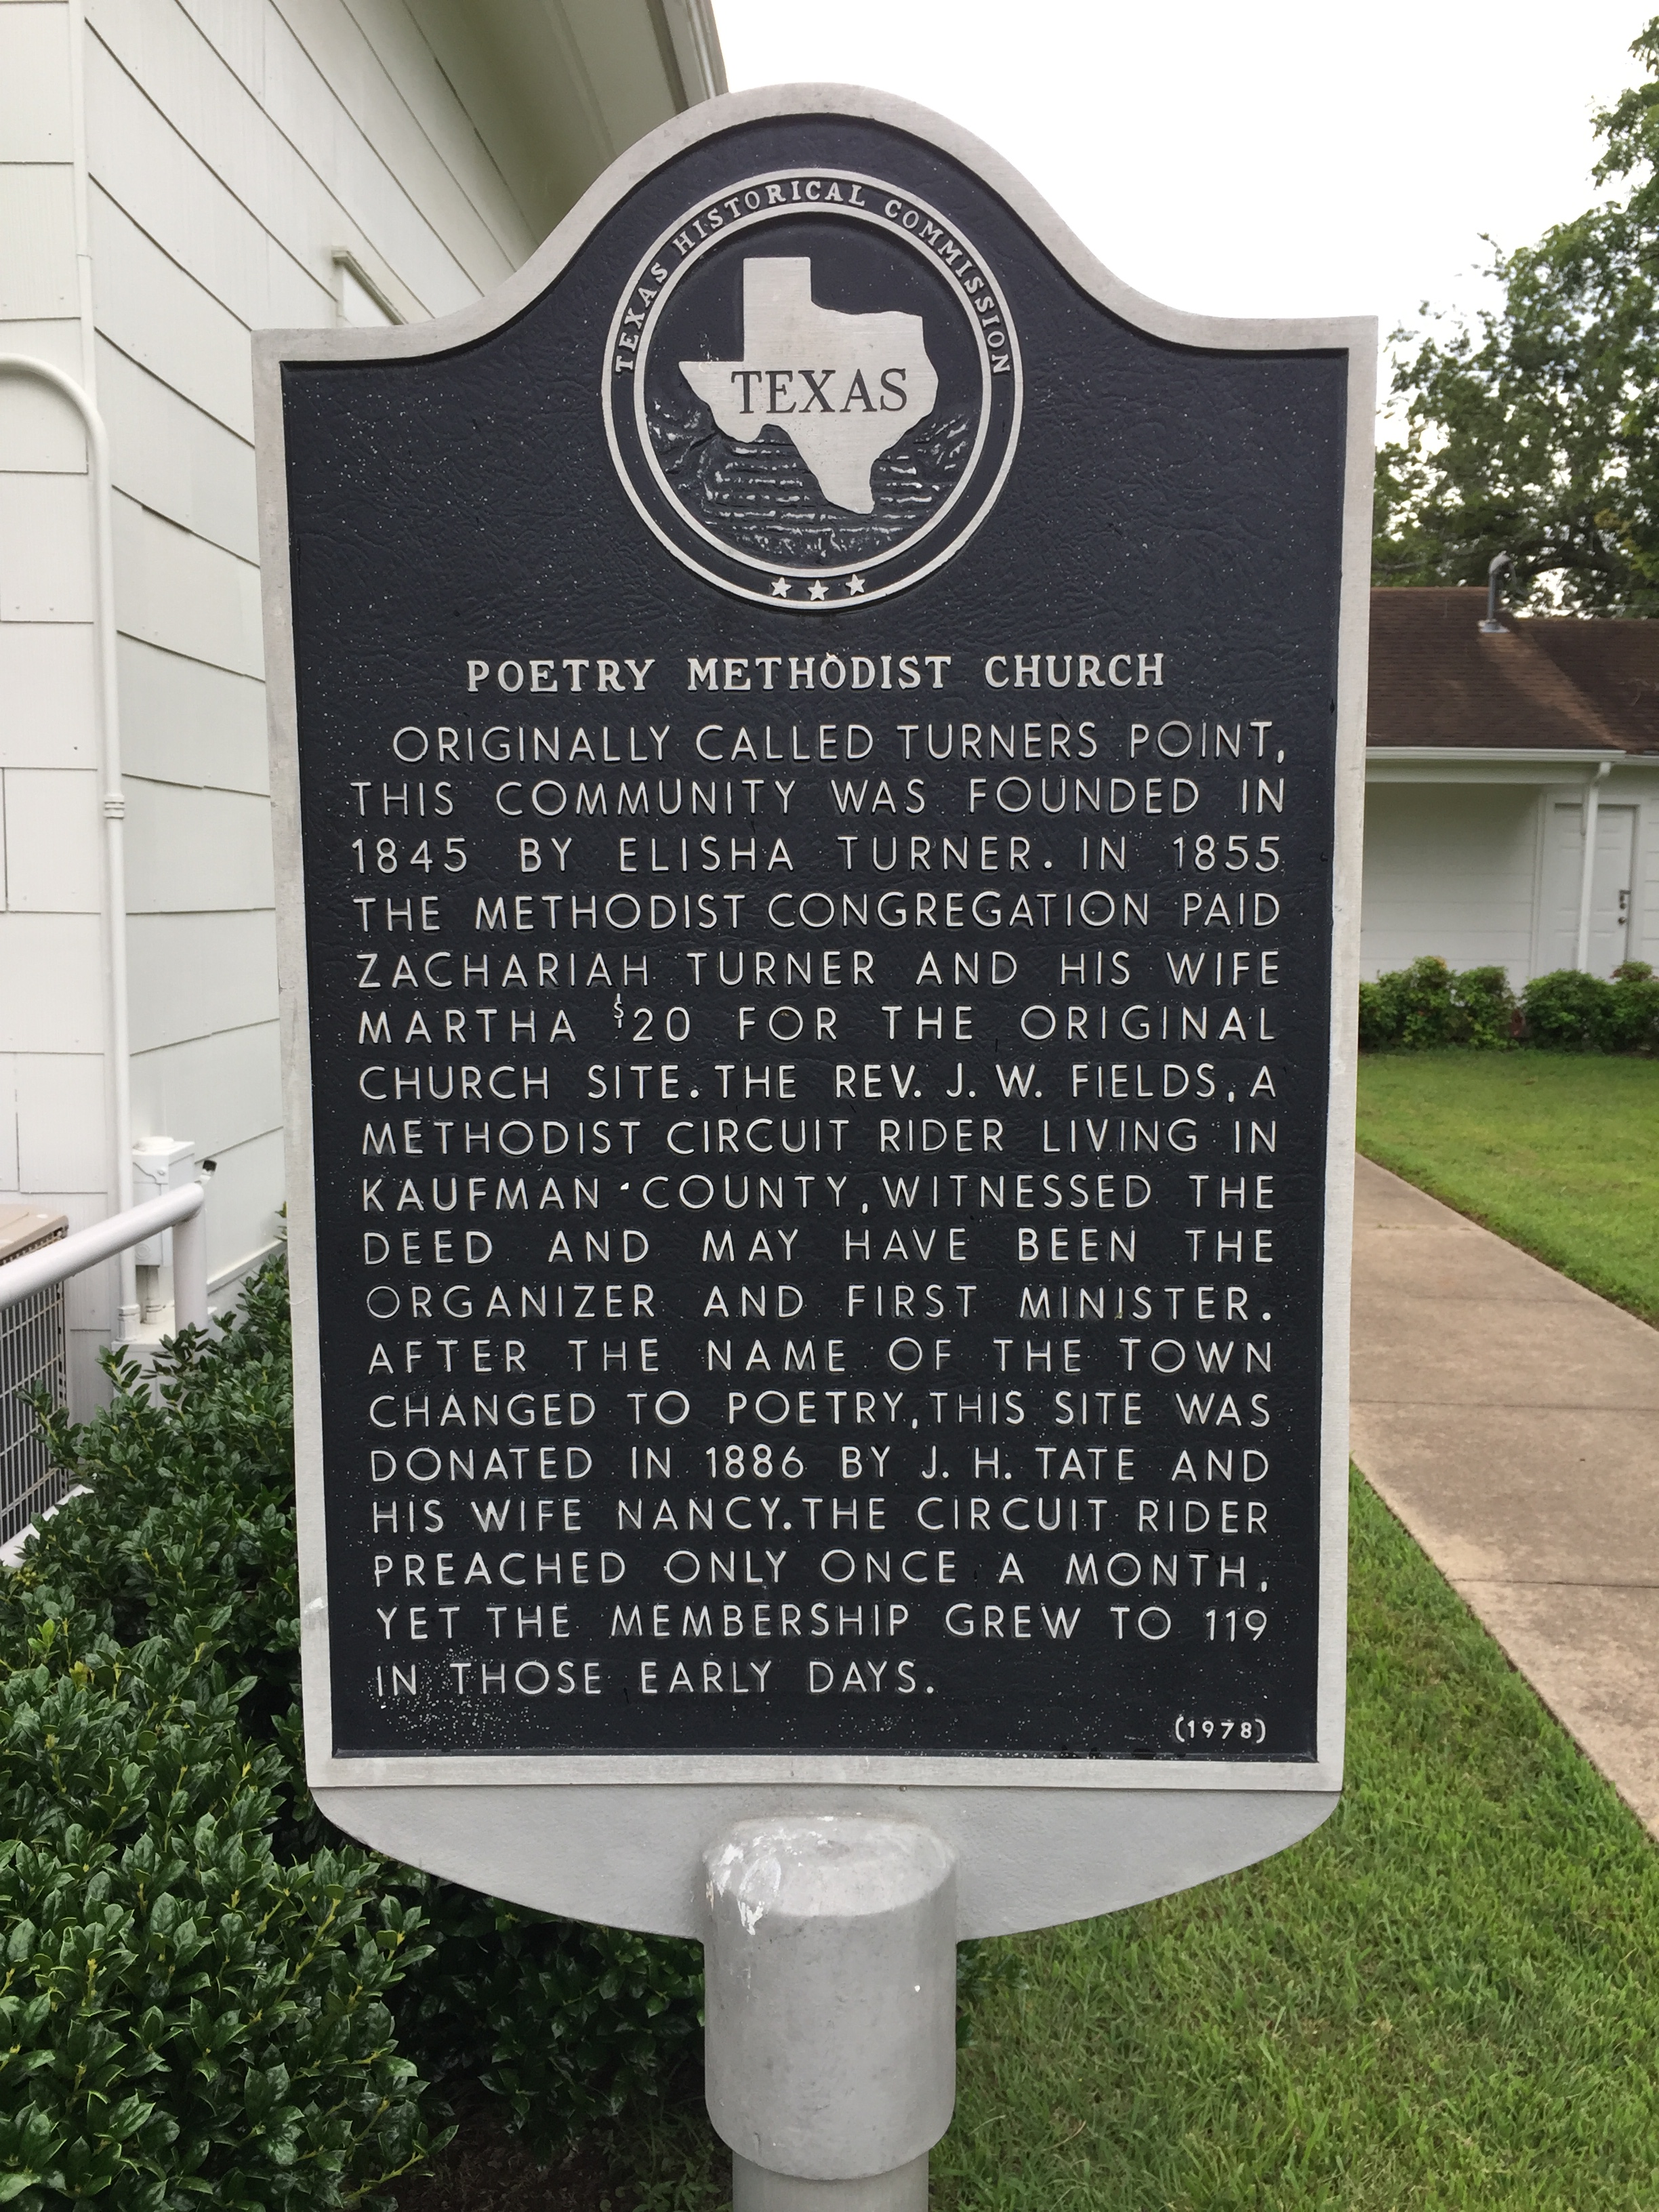 TEXAS HISTORICAL COMMISSION
TEXAS
POETRY METHODIST CHURCH
ORIGINALLY CALLED TURNERS POINT,
THIS COMMUNITY WAS FOUNDED IN
1845 BY ELISHA TURNER. IN 1855
THE METHODIST CONGREGATION PAID
ZACHARIAH TURNER AND HIS WIFE
MARTHA $20 FOR THE ORIGINAL
CHURCH SITE. THE REV. J. W. FIELDS, A
METHODIST CIRCUIT RIDER LIVING IN
KAUFMAN COUNTY, WITNESSED THE
DEED AND MAY HAVE BEEN THE
ORGANIZER AND FIRST MINISTER.
AFTER THE NAME OF THE TOWN
CHANGED TO POETRY, THIS SITE WAS
DONATED IN 1886 BY J. H. TATE AND
HIS WIFE NANCY. THE CIRCUIT RIDER
PREACHED ONLY ONCE A MONTH,
YET THE MEMBERSHIP GREW TO 119
IN THOSE EARLY DAYS.
(1978)